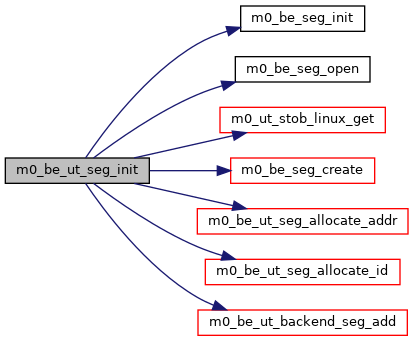 m0_be_seg_init
m0_be_seg_open
m0_ut_stob_linux_get
m0_be_ut_seg_init
m0_be_seg_create
m0_be_ut_seg_allocate_addr
m0_be_ut_seg_allocate_id
m0_be_ut_backend_seg_add